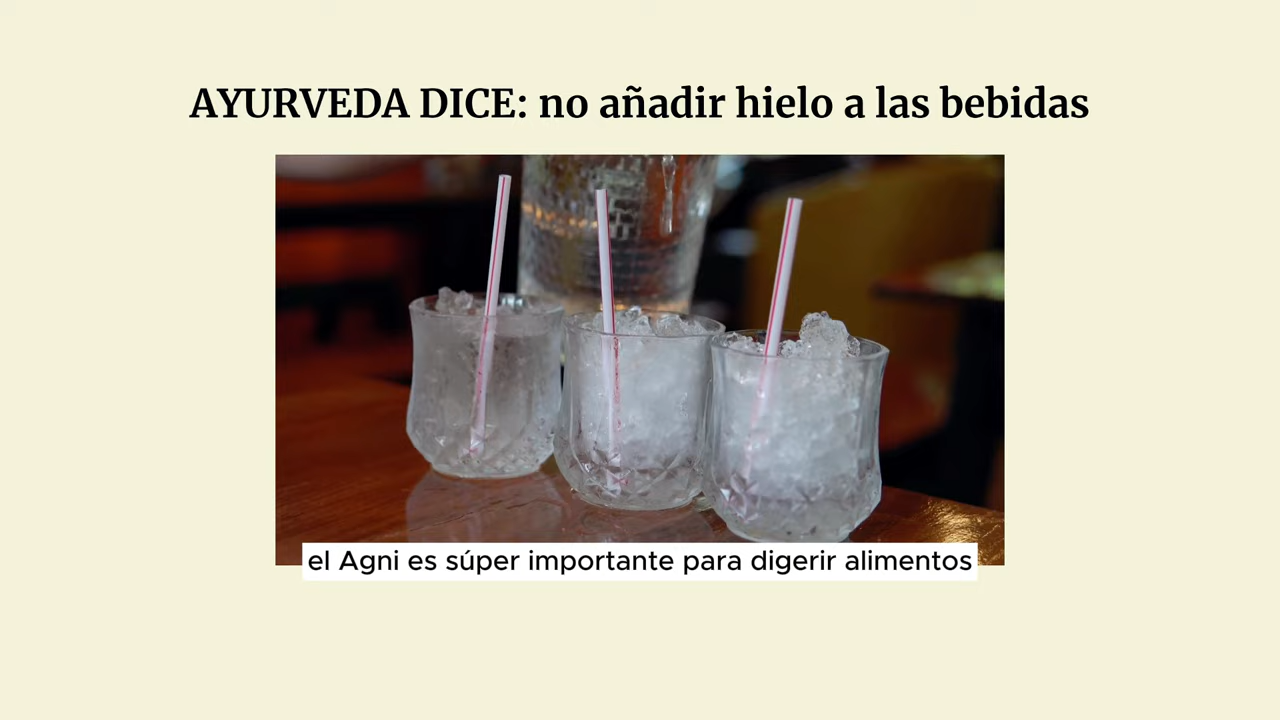 AYURVEDA DICE: no añadir hielo a las bebidas
el Agni es súper importante para digerir alimentos